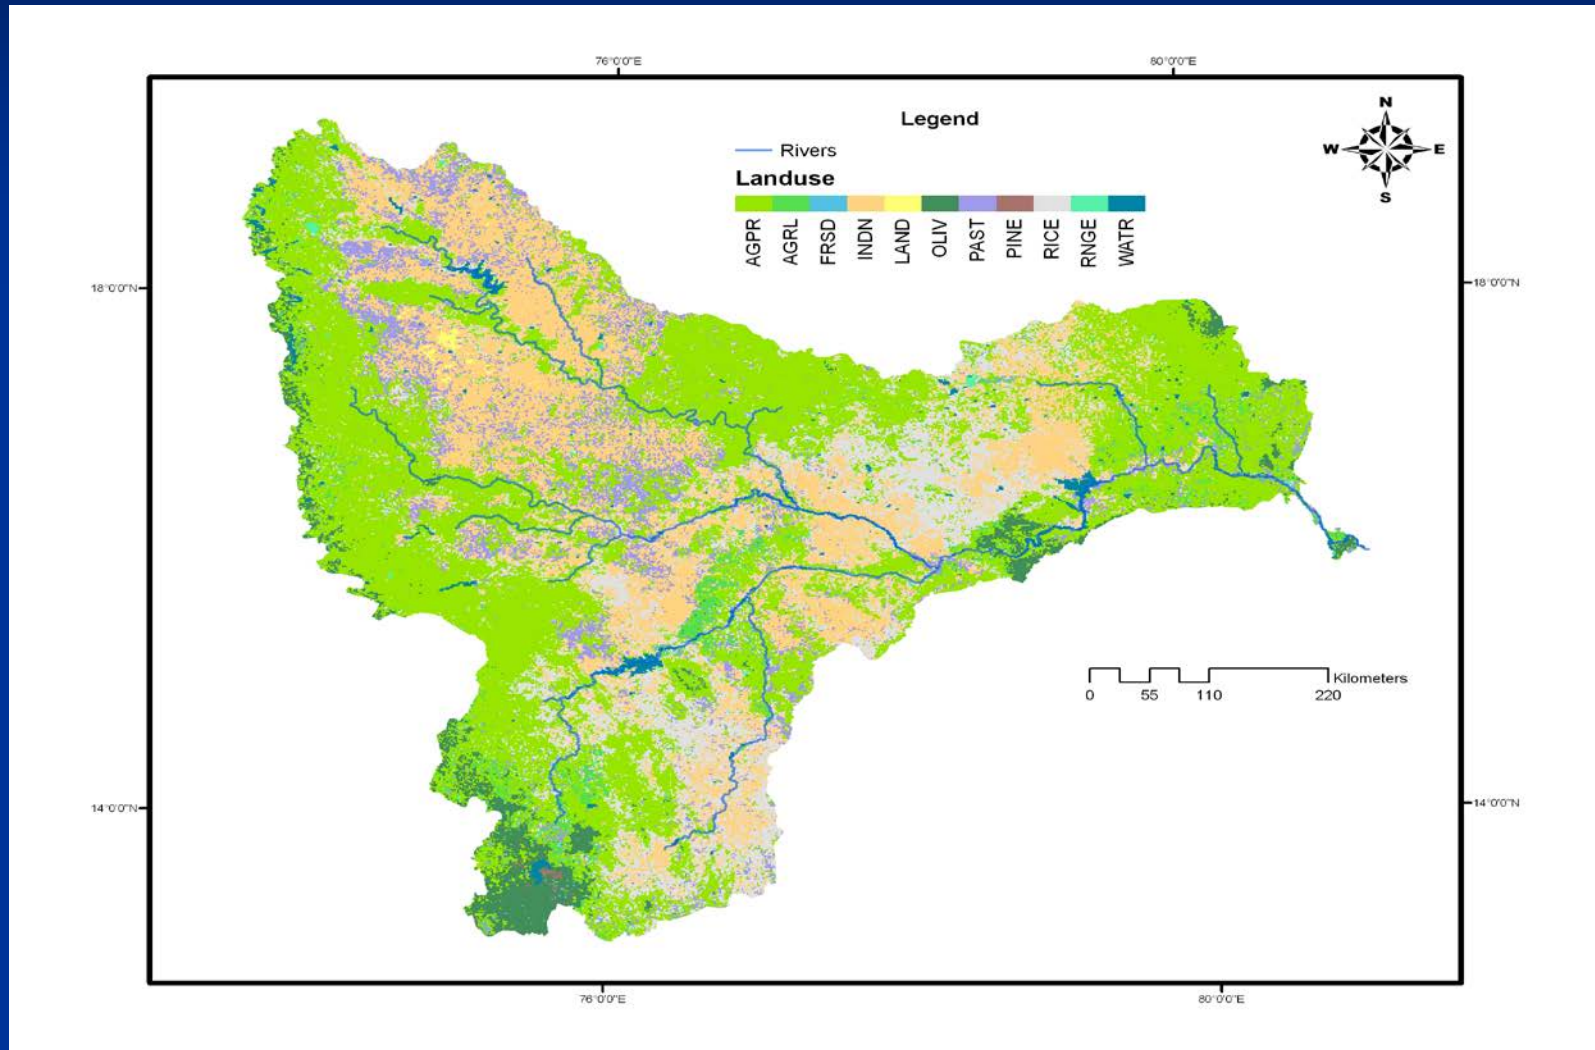 76°0'0"E
80°0'0"E
Legend
Rivers
Landuse
AGPR
AGRL
FRSD
INDN
LAND
OLIV
PAST
PINE
RICE
RNGE
WATR
N
W
E
S
18°0'0"N
18°0'0"N
Kilometers
0
55
110
220
14°0'0"N
14°0'0"N
76°0'0"E
80°0'0"E